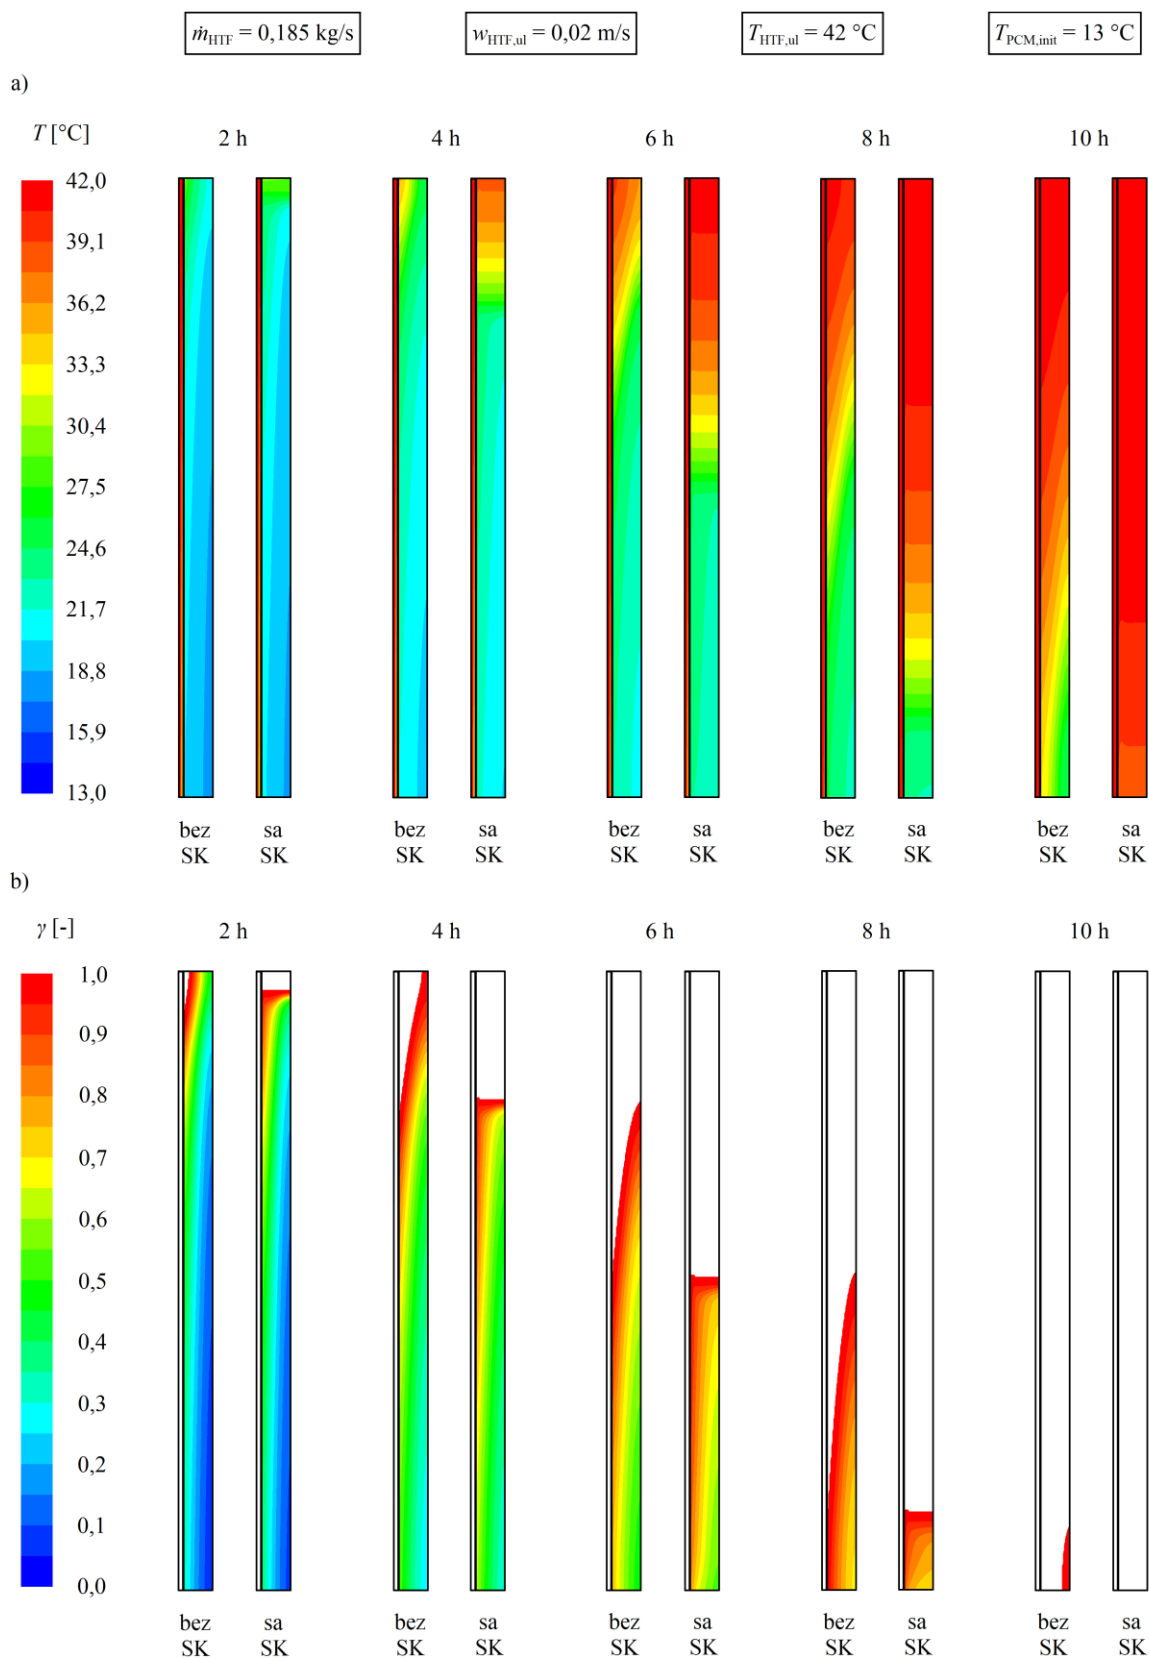 ṁHTF = 0,185 kg/s wHTF,ul = 0,02 m/s THTF,ul = 42 °C TPCM,init = 13 °C
a)
T [°C] 2 h 4 h 6 h 8 h 10 h
42,0
39,1
36,2
33,3
30,4
27,5
24,6
21,7
18,8
15,9
13,0
bez sa bez sa bez sa bez sa bez sa
SK SK SK SK SK SK SK SK SK SK
b)
γ [-] 2 h 4 h 6 h 8 h 10 h
1,0
0,9
0,8
0,7
0,6
0,5
0,4
0,3
0,2
0,1
0,0
bez sa bez sa bez sa bez sa bez sa
SK SK SK SK SK SK SK SK SK SK